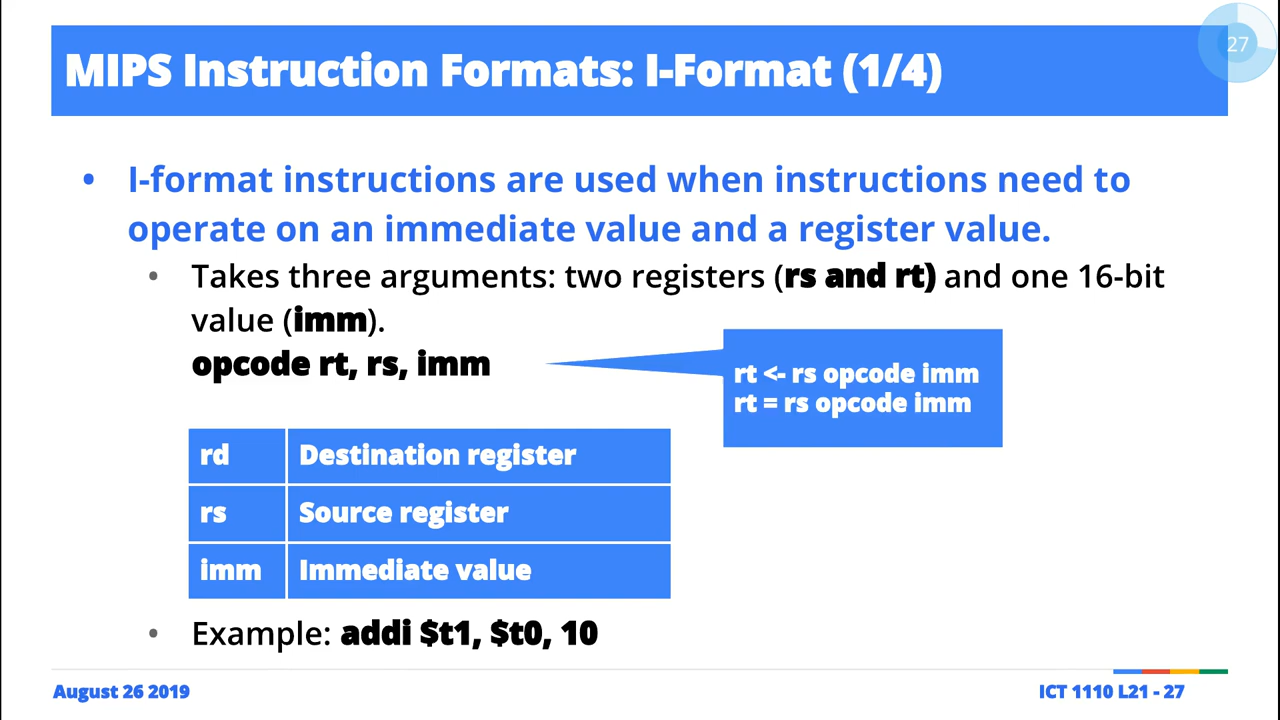 27
MIPS Instruction Formats: I-Format (1/4)
• I-format instructions are used when instructions need to
operate on an immediate value and a register value.
• Takes three arguments: two registers (rs and rt) and one 16-bit
value (imm).
opcode rt, rs, imm
rt <- rs opcode imm
rt = rs opcode imm
rd Destination register
rs Source register
imm Immediate value
• Example: addi $t1, $t0, 10
August 26 2019
ICT 1110 L21 - 27